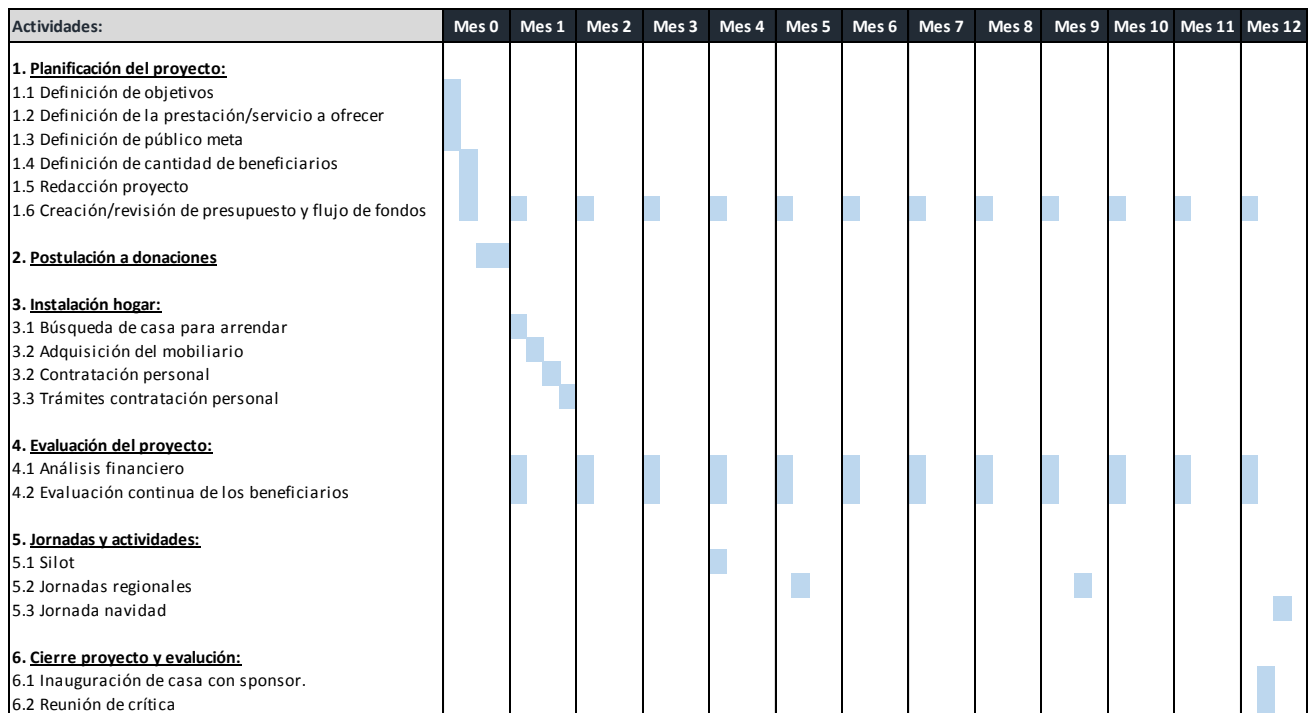 Actividades: Mes 0 Mes 1 Mes 2 Mes 3 Mes 4 Mes 5 Mes 6 Mes 7 Mes 8 Mes 9 Mes 10 Mes 11 Mes 12
1. Planificación del proyecto:
1.1 Definición de objetivos
1.2 Definición de la prestación/servicio a ofrecer
1.3 Definición de público meta
1.4 Definición de cantidad de beneficiarios
1.5 Redacción proyecto
1.6 Creación/revisión de presupuesto y flujo de fondos
2. Postulación a donaciones
3. Instalación hogar:
3.1 Búsqueda de casa para arrendar
3.2 Adquisición del mobiliario
3.2 Contratación personal
3.3 Trámites contratación personal
4. Evaluación del proyecto:
4.1 Análisis financiero
4.2 Evaluación continua de los beneficiarios
5. Jornadas y actividades:
5.1 Silot
5.2 Jornadas regionales
5.3 Jornada navidad
6. Cierre proyecto y evalución:
6.1 Inauguración de casa con sponsor.
6.2 Reunión de crítica